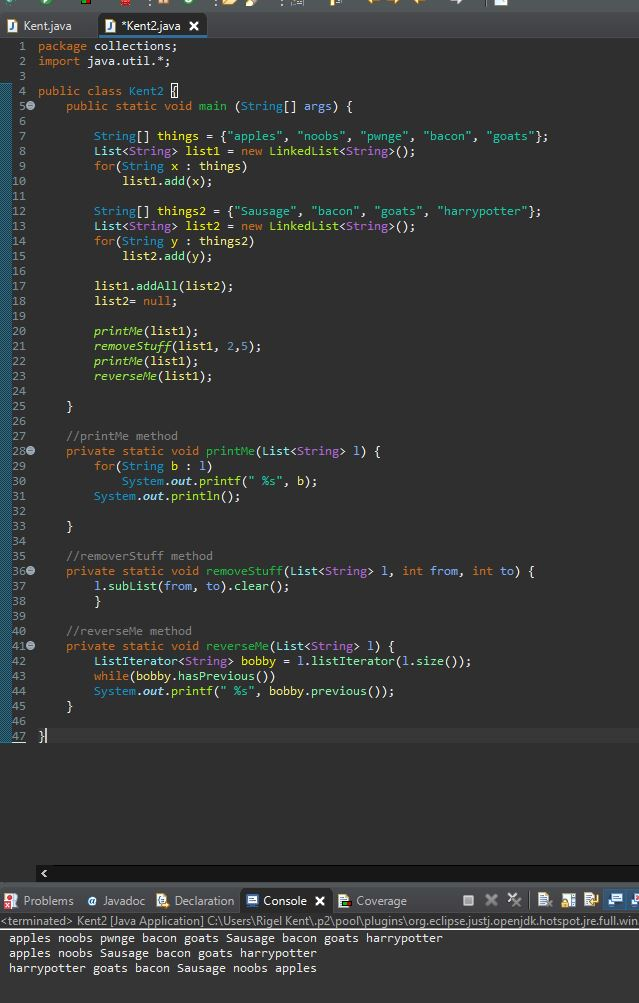 Kent.java *Kent2.java
1 package collections;
2 import java.util.*;
3
4 public class Kent2 {
5 public static void main (String[] args) {
6
7 String[] things = {"apples", "noobs", "pwnge", "bacon", "goats"};
8 List<String> list1 = new LinkedList<String>();
9 for(String x : things)
10 list1.add(x);
11
12 String[] things2 = {"Sausage", "bacon", "goats", "harrypotter"};
13 List<String> list2 = new LinkedList<String>();
14 for(String y : things2)
15 list2.add(y);
16
17 list1.addAll(list2);
18 list2= null;
19
20 printMe(list1);
21 removeStuff(list1, 2,5);
22 printMe(list1);
23 reverseMe(list1);
24
25 }
26
27 //printMe method
28 private static void printMe(List<String> l) {
29 for(String b : l)
30 System.out.printf(" %s", b);
31 System.out.println();
32
33 }
34
35 //removerStuff method
36 private static void removeStuff(List<String> l, int from, int to) {
37 l.subList(from, to).clear();
38 }
39
40 //reverseMe method
41 private static void reverseMe(List<String> l) {
42 ListIterator<String> bobby = l.listIterator(l.size());
43 while(bobby.hasPrevious())
44 System.out.printf(" %s", bobby.previous());
45 }
46
47 }
Problems Javadoc Declaration Console Coverage
<terminated> Kent2 [Java Application] C:\Users\Rigel Kent\.p2\pool\plugins\org.eclipse.justj.openjdk.hotspot.jre.full.win
apples noobs pwnge bacon goats Sausage bacon goats harrypotter
apples noobs Sausage bacon goats harrypotter
harrypotter goats bacon Sausage noobs apples